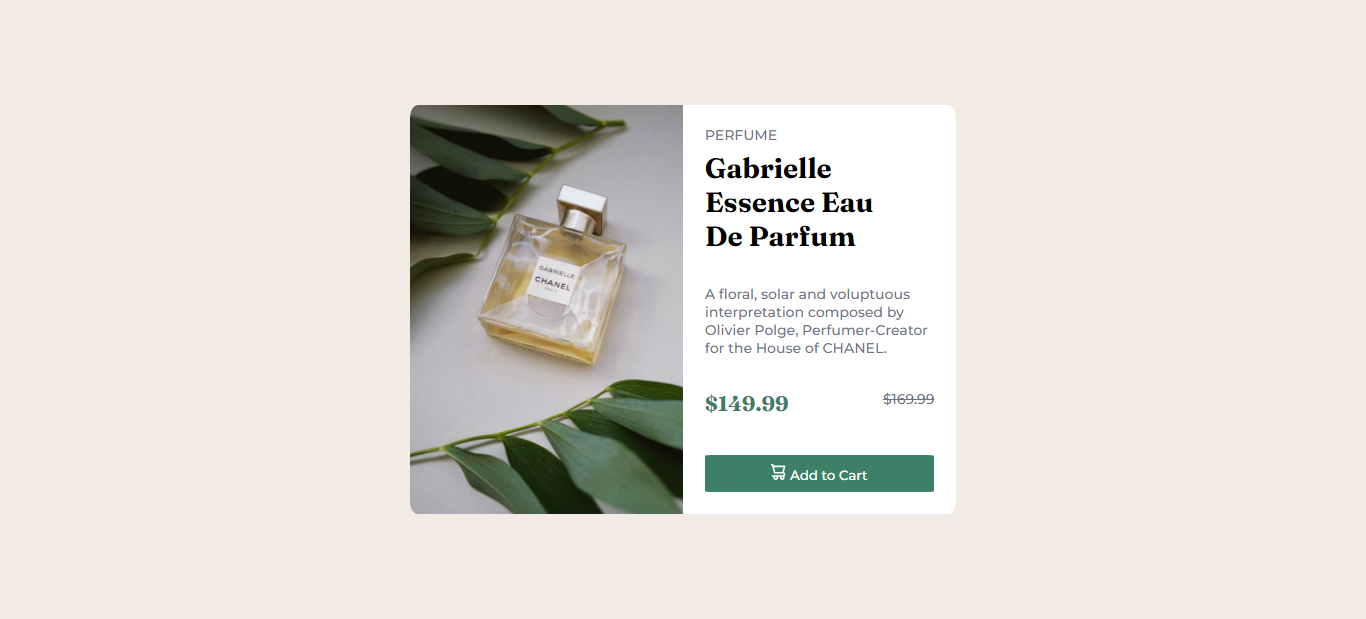 GABRIELLE
CHANEL
PARIS
PERFUME
Gabrielle
Essence Eau
De Parfum
A floral, solar and voluptuous
interpretation composed by
Olivier Polge, Perfumer-Creator
for the House of CHANEL.
$149.99 $169.99
Add to Cart